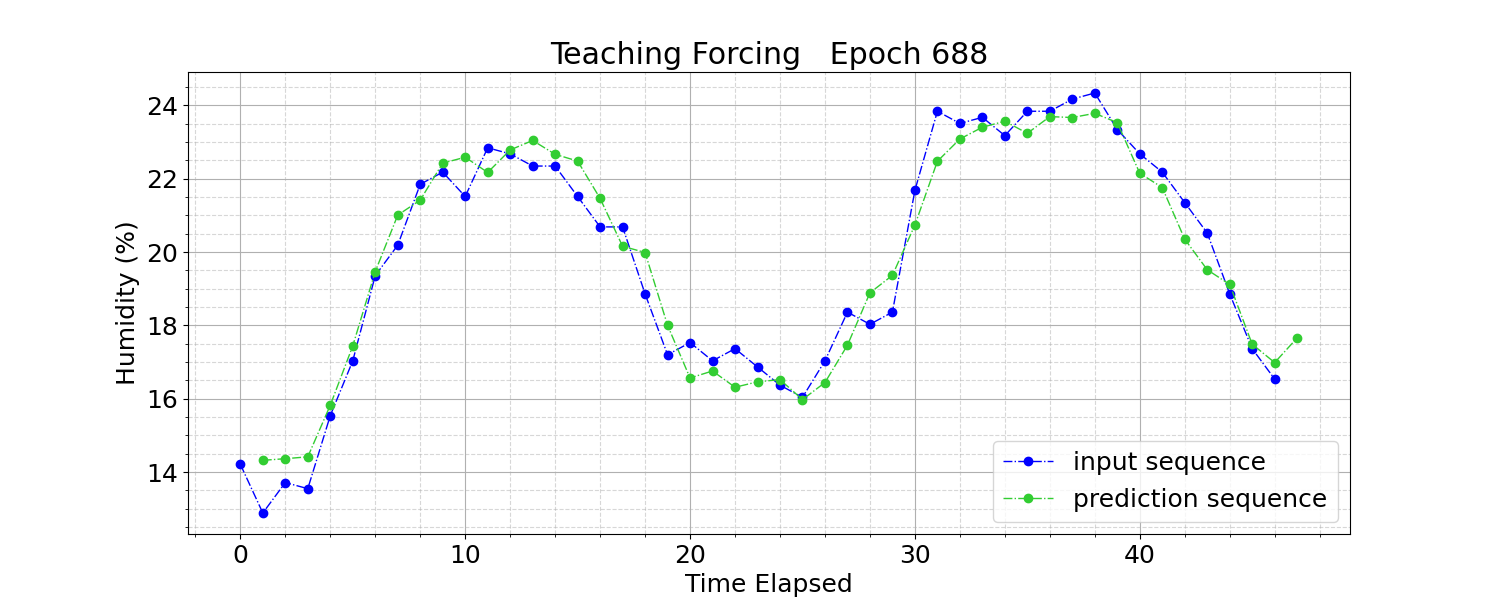 Teaching Forcing   Epoch 688
Humidity (%)
24
22
20
18
16
14
input sequence
prediction sequence
0 10 20 30 40
Time Elapsed